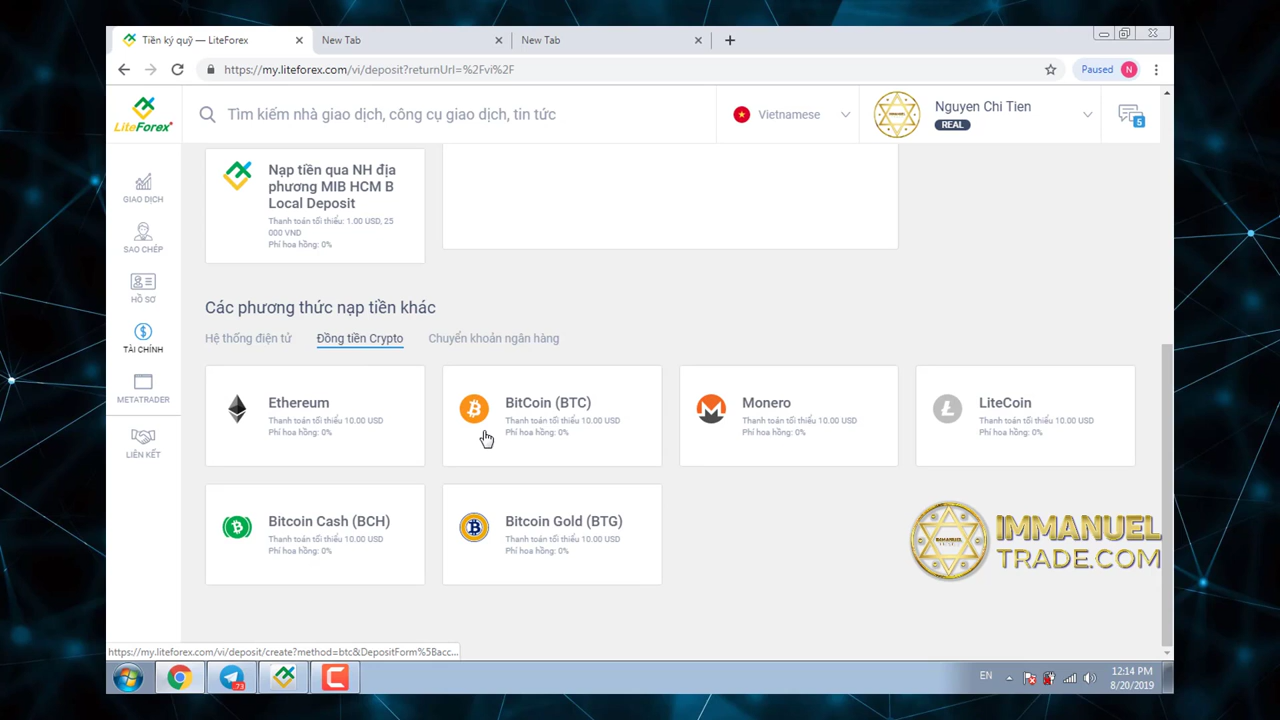 Tiền ký quỹ — LiteForex
New Tab
New Tab
https://my.liteforex.com/vi/deposit?returnUrl=%2Fvi%2F
Paused
N
LiteForex
Tìm kiếm nhà giao dịch, công cụ giao dịch, tin tức
Vietnamese
Nguyen Chi Tien
REAL
5
GIAO DỊCH
SAO CHÉP
HỒ SƠ
TÀI CHÍNH
METATRADER
LIÊN KẾT
Nạp tiền qua NH địa
phương MIB HCM B
Local Deposit
Thanh toán tối thiểu: 1.00 USD, 25
000 VND
Phí hoa hồng: 0%
Các phương thức nạp tiền khác
Hệ thống điện tử
Đồng tiền Crypto
Chuyển khoản ngân hàng
Ethereum
Thanh toán tối thiểu 10.00 USD
Phí hoa hồng: 0%
BitCoin (BTC)
Thanh toán tối thiểu 10.00 USD
Phí hoa hồng: 0%
Monero
Thanh toán tối thiểu 10.00 USD
Phí hoa hồng: 0%
LiteCoin
Thanh toán tối thiểu 10.00 USD
Phí hoa hồng: 0%
Bitcoin Cash (BCH)
Thanh toán tối thiểu 10.00 USD
Phí hoa hồng: 0%
Bitcoin Gold (BTG)
Thanh toán tối thiểu 10.00 USD
Phí hoa hồng: 0%
IMMANUEL
IMMANUEL
TRADE.COM
https://my.liteforex.com/vi/deposit/create?method=btc&DepositForm%5Bacc...
73
EN
12:14 PM
8/20/2019